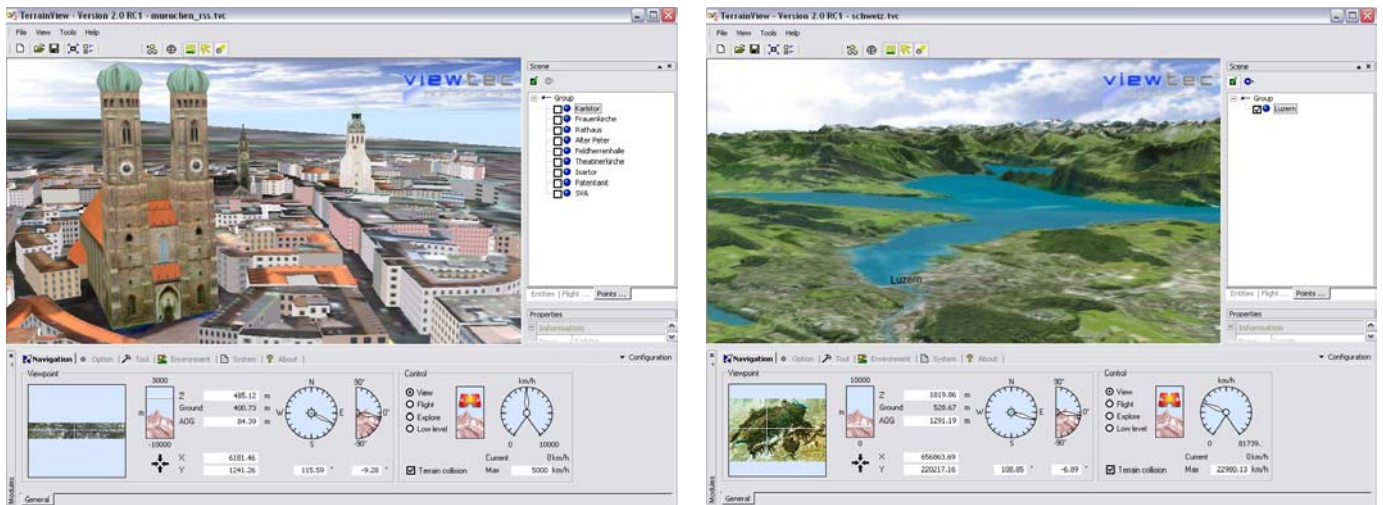 TerrainView - Version 2.0 RC1 - muenchen_rss.tvc
File View Tools Help
viewtec
Scene
Group
Karlstor
Frauenkirche
Rathaus
Alter Peter
Feldherrenhalle
Theatinerkirche
Isartor
Patentamt
SVA
Entities | Flight ... Points ...
Properties
Information
Navigation Option Tool Environment System About
Configuration
Viewpoint
3000
m
-10000
Z 485.12 m
Ground 400.73 m
AOG 84.39 m
X 6181.46
Y 1241.26
N
W E
S
115.59 °
90°
0°
-90°
-9.28 °
Control
View
Flight
Explore
Low level
Terrain collision
km/h
0 10000
Current 0 km/h
Max 5000 km/h
Modules
General
TerrainView - Version 2.0 RC1 - schweiz.tvc
File View Tools Help
viewtec
Luzern
Scene
Group
Luzern
Entities | Flight ... Points ...
Properties
Information
Navigation Option Tool Environment System About
Configuration
Viewpoint
10000
m
0
Z 1819.86 m
Ground 528.67 m
AOG 1291.19 m
X 656863.69
Y 220217.16
N
W E
S
108.85 °
90°
0°
-90°
-6.89 °
Control
View
Flight
Explore
Low level
Terrain collision
km/h
0 81739.:
Current 0 km/h
Max 22980.13 km/h
Modules
General